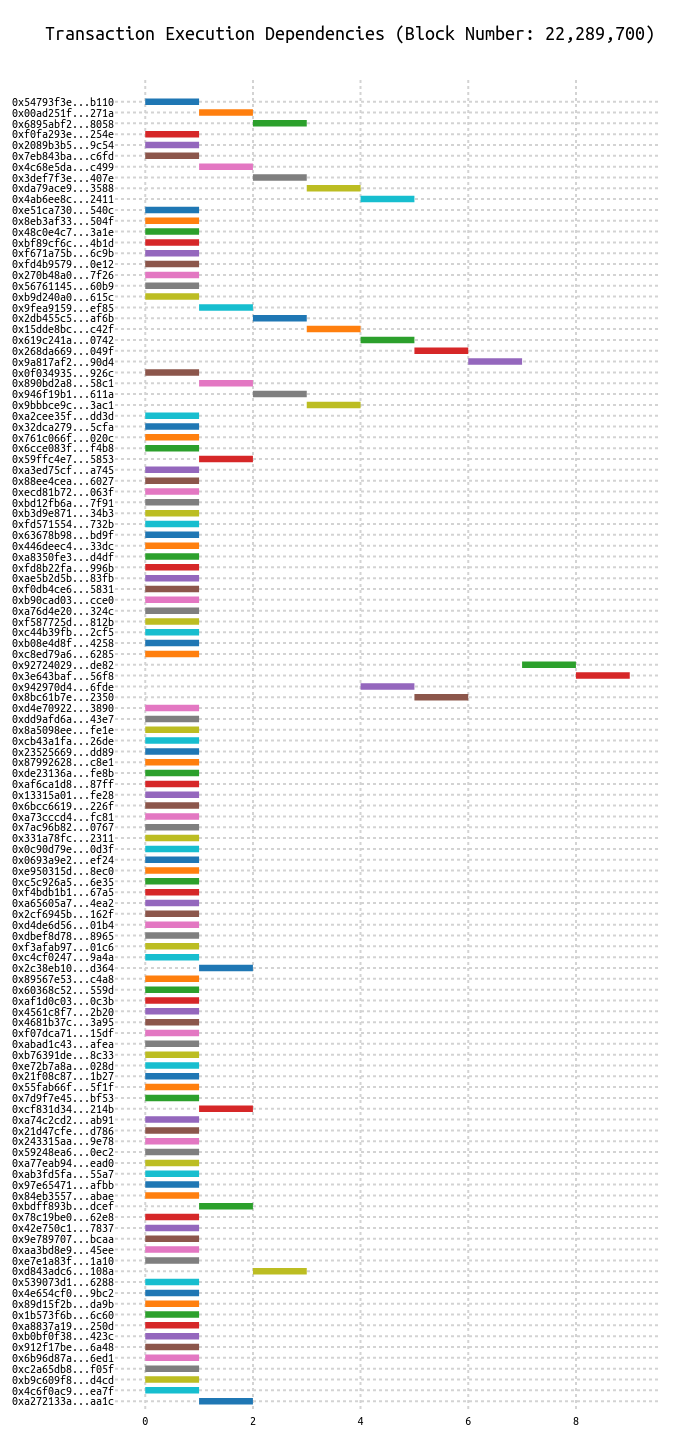 Transaction Execution Dependencies (Block Number: 22,289,700)
0x54793f3e...b110
0x00ad251f...271a
0x6895abf2...8058
0xf0fa293e...254e
0x2089b3b5...9c54
0x7eb843ba...c6fd
0x4c68e5da...c499
0x3def7f3e...407e
0xda79ace9...3588
0x4ab6ee8c...2411
0xe51ca730...540c
0x8eb3af33...504f
0x48c0e4c7...3a1e
0xbf89cf6c...4b1d
0xf671a75b...6c9b
0xfd4b9579...0e12
0x270b48a0...7f26
0x56761145...60b9
0xb9d240a0...615c
0x9fea9159...ef85
0x2db455c5...af6b
0x15dde8bc...c42f
0x619c241a...0742
0x268da669...049f
0x9a817af2...90d4
0x0f034935...926c
0x890bd2a8...58c1
0x946f19b1...611a
0x9bbbce9c...3ac1
0xa2cee35f...dd3d
0x32dca279...5cfa
0x761c066f...020c
0x6cce083f...f4b8
0x59ffc4e7...5853
0xa3ed75cf...a745
0x88ee4cea...6027
0xecd81b72...063f
0xbd12fb6a...7f91
0xb3d9e871...34b3
0xfd571554...732b
0x63678b98...bd9f
0x446deec4...33dc
0xa8350fe3...d4df
0xfd8b22fa...996b
0xae5b2d5b...83fb
0xf0db4ce6...5831
0xb90cad03...cce0
0xa76d4e20...324c
0xf587725d...812b
0xc44b39fb...2cf5
0xb08e4d8f...4258
0xc8ed79a6...6285
0x92724029...de82
0x3e643baf...56f8
0x942970d4...6fde
0x8bc61b7e...2350
0xd4e70922...3890
0xdd9afd6a...43e7
0x8a5098ee...fe1e
0xcb43a1fa...26de
0x23525669...dd89
0x87992628...c8e1
0xde23136a...fe8b
0xaf6ca1d8...87ff
0x13315a01...fe28
0x6bcc6619...226f
0xa73cccd4...fc81
0x7ac96b82...0767
0x331a78fc...2311
0x0c90d79e...0d3f
0x0693a9e2...ef24
0xe950315d...8ec0
0xc5c926a5...6e35
0xf4bdb1b1...67a5
0xa65605a7...4ea2
0x2cf6945b...162f
0xd4de6d56...01b4
0xdbef8d78...8965
0xf3afab97...01c6
0xc4cf0247...9a4a
0x2c38eb10...d364
0x89567e53...c4a8
0x60368c52...559d
0xaf1d0c03...0c3b
0x4561c8f7...2b20
0x4681b37c...3a95
0xf07dca71...15df
0xabad1c43...afea
0xb76391de...8c33
0xe72b7a8a...028d
0x21f08c87...1b27
0x55fab66f...5f1f
0x7d9f7e45...bf53
0xcf831d34...214b
0xa74c2cd2...ab91
0x21d47cfe...d786
0x243315aa...9e78
0x59248ea6...0ec2
0xa77eab94...ead0
0xab3fd5fa...55a7
0x97e65471...afbb
0x84eb3557...abae
0xbdff893b...dcef
0x78c19be0...62e8
0x42e750c1...7837
0x9e789707...bcaa
0xaa3bd8e9...45ee
0xe7e1a83f...1a10
0xd843adc6...108a
0x539073d1...6288
0x4e654cf0...9bc2
0x89d15f2b...da9b
0x1b573f6b...6c60
0xa8837a19...250d
0xb0bf0f38...423c
0x912f17be...6a48
0x6b96d87a...6ed1
0xc2a65db8...f05f
0xb9c609f8...d4cd
0x4c6f0ac9...ea7f
0xa272133a...aa1c
0 2 4 6 8